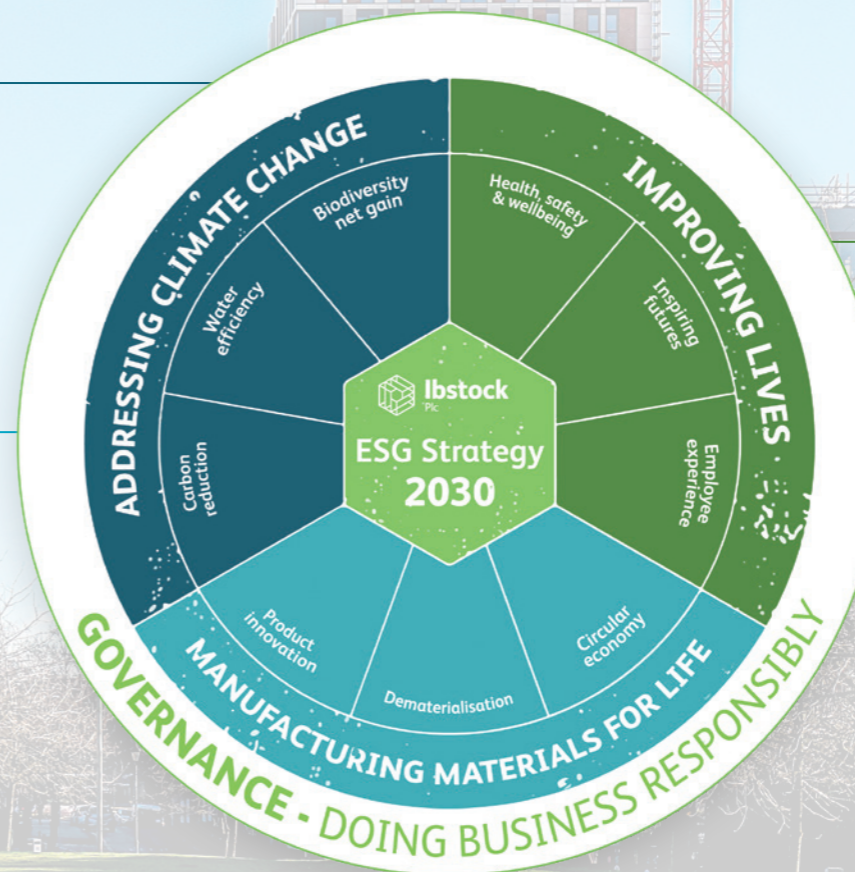 ADDRESSING CLIMATE CHANGE
Biodiversity
net gain
Water
efficiency
Carbon
reduction
IMPROVING LIVES
Health, safety
& wellbeing
Inspiring
futures
Employee
experience
Ibstock
Plc
ESG Strategy
2030
Product
innovation
Dematerialisation
Circular
economy
MANUFACTURING MATERIALS FOR LIFE
GOVERNANCE - DOING BUSINESS RESPONSIBLY